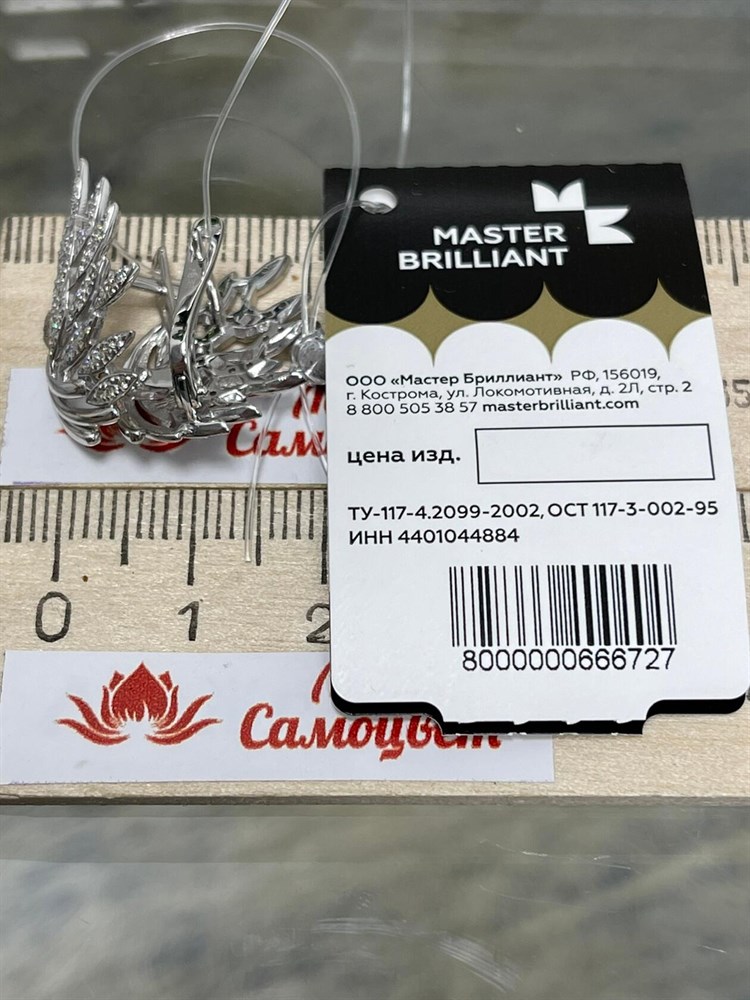 MASTER
BRILLIANT
ООО «Мастер Бриллиант» РФ, 156019,
г. Кострома, ул. Локомотивная, д. 2Л, стр. 2
8 800 505 38 57 masterbrilliant.com
цена изд.
ТУ-117-4.2099-2002, ОСТ 117-3-002-95
ИНН 4401044884
8000000666727
0 1 2
Самоцвет